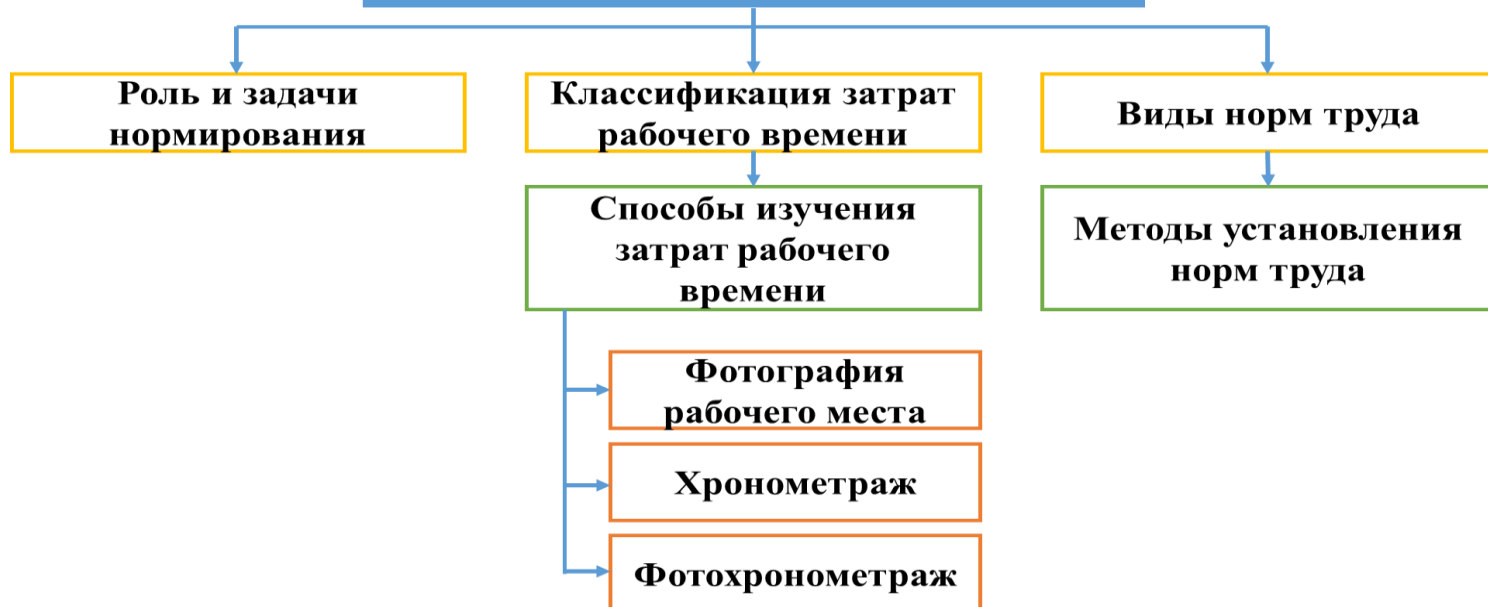 Роль и задачи
нормирования
Классификация затрат
рабочего времени
Виды норм труда
Способы изучения
затрат рабочего
времени
Методы установления
норм труда
Фотография
рабочего места
Хронометраж
Фотохронометраж